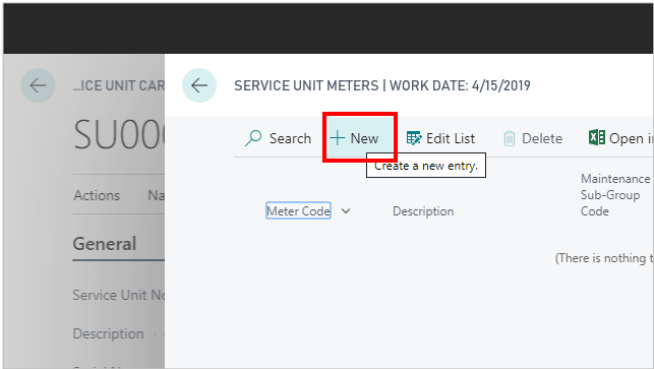 ...ICE UNIT CAR
SERVICE UNIT METERS | WORK DATE: 4/15/2019
SU00
Search
New
Edit List
Delete
Open i
Create a new entry.
Actions
Na
Meter Code
Description
Maintenance
Sub-Group
Code
General
(There is nothing t
Service Unit No
Description